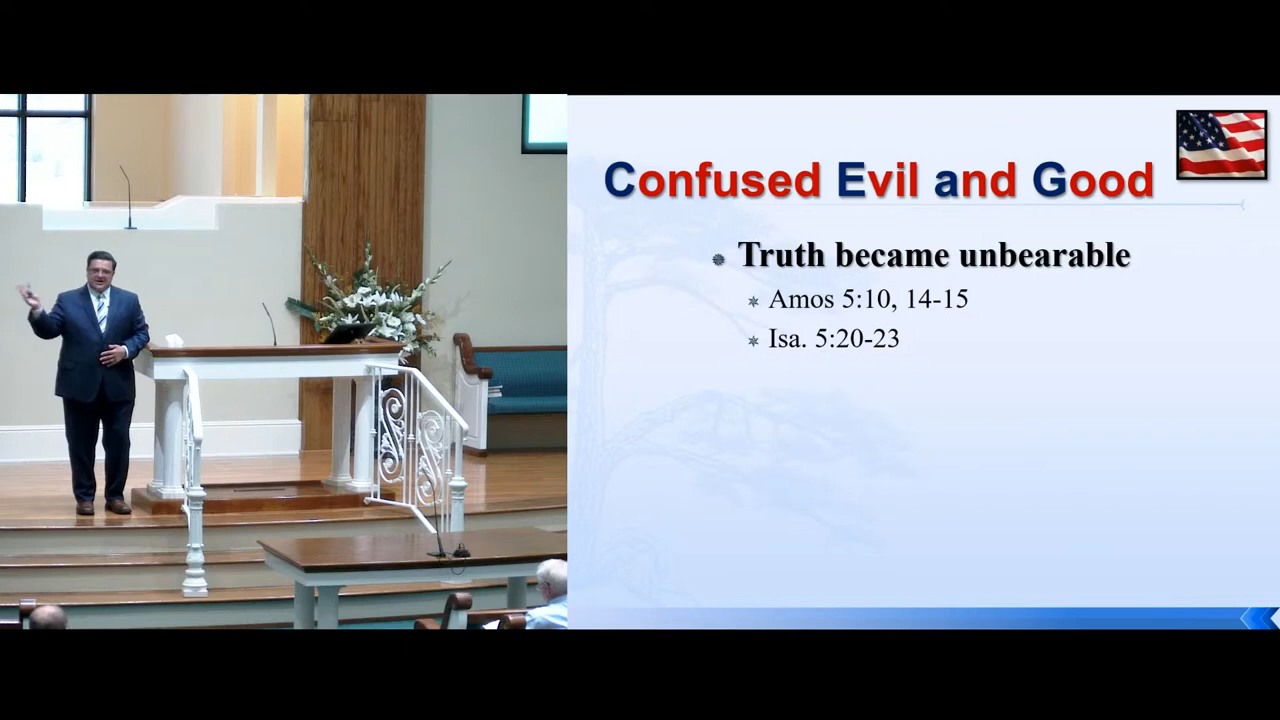 Confused Evil and Good
Truth became unbearable
Amos 5:10, 14-15
Isa. 5:20-23